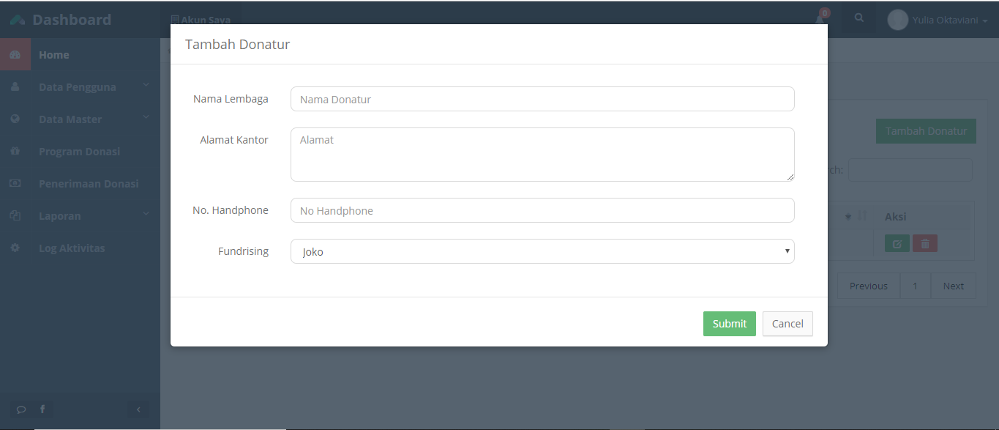 Dashboard
Akun Saya
0
Yulia Oktaviani
Home
Data Pengguna
Data Master
Program Donasi
Penerimaan Donasi
Laporan
Log Aktivitas
Tambah Donatur
Nama Lembaga
Nama Donatur
Alamat Kantor
Alamat
No. Handphone
No Handphone
Fundrising
Joko
Submit
Cancel
Tambah Donatur
rch:
Aksi
Previous
1
Next